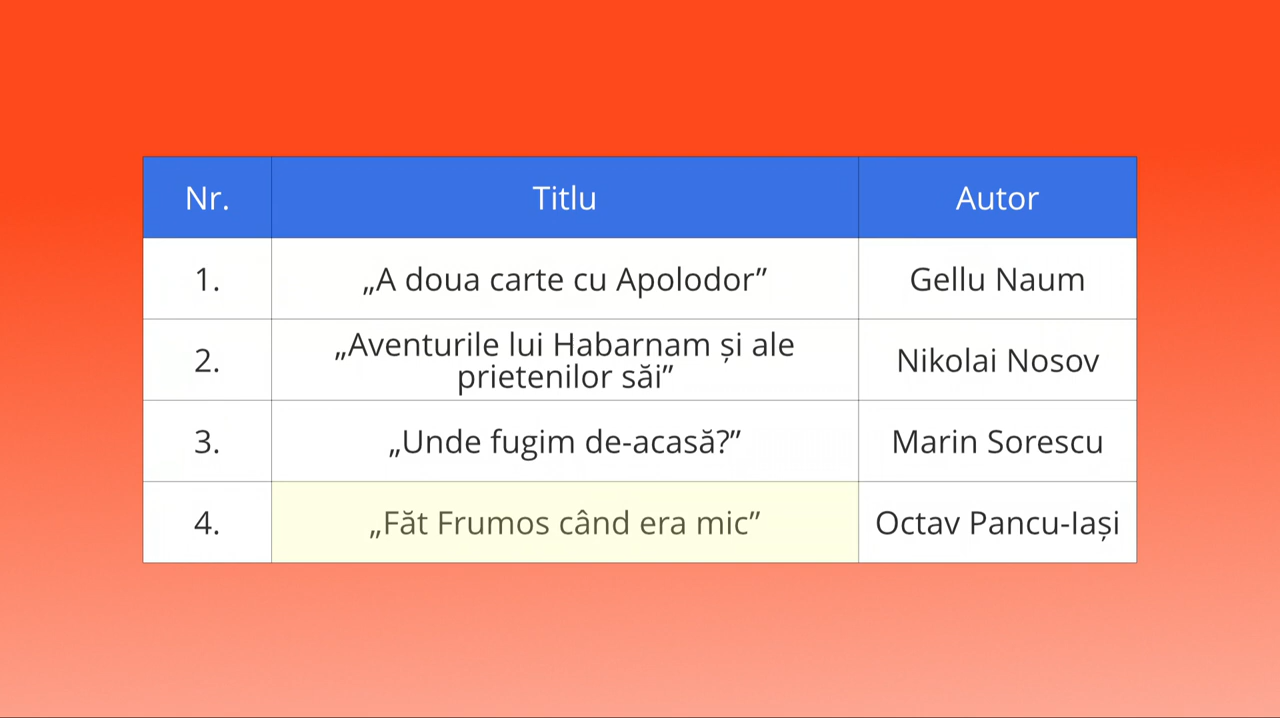 Nr. Titlu Autor
1. „A doua carte cu Apolodor” Gellu Naum
2. „Aventurile lui Habarnam și ale
prietenilor săi” Nikolai Nosov
3. „Unde fugim de-acasă?” Marin Sorescu
4. „Făt Frumos când era mic” Octav Pancu-Iași